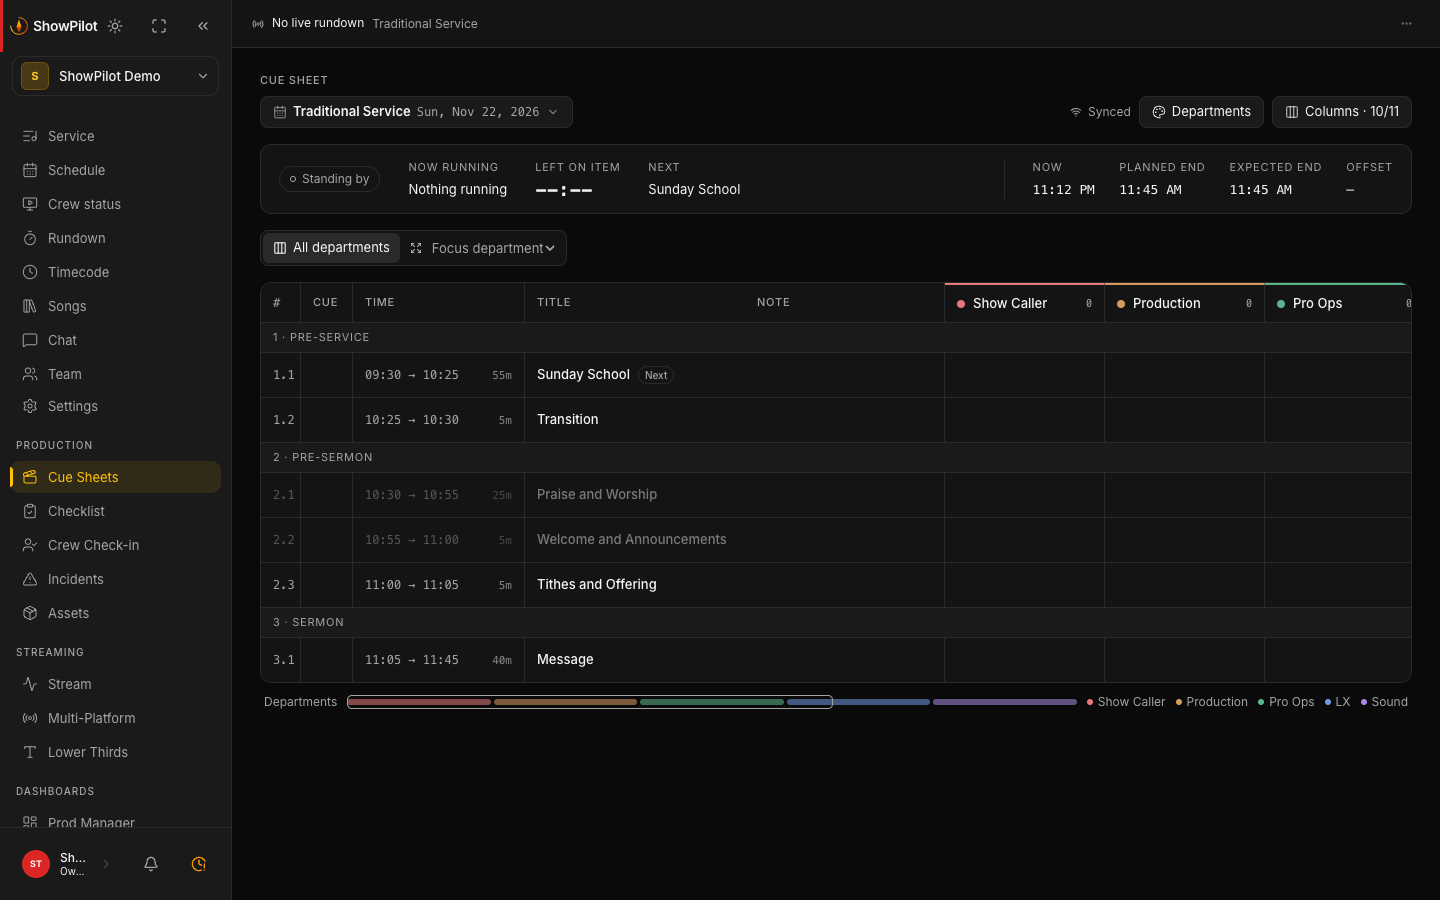 ShowPilot
S ShowPilot Demo
Service
Schedule
Crew status
Rundown
Timecode
Songs
Chat
Team
Settings
PRODUCTION
Cue Sheets
Checklist
Crew Check-in
Incidents
Assets
STREAMING
Stream
Multi-Platform
Lower Thirds
DASHBOARDS
Prod Manager
ST Sh...
Ow...
No live rundown Traditional Service
CUE SHEET
Traditional Service Sun, Nov 22, 2026
Synced Departments Columns · 10/11
Standing by
NOW RUNNING LEFT ON ITEM NEXT NOW PLANNED END EXPECTED END OFFSET
Nothing running ––:–– Sunday School 11:12 PM 11:45 AM 11:45 AM –
All departments Focus department
# CUE TIME TITLE NOTE Show Caller 0 Production 0 Pro Ops 0
1 · PRE-SERVICE
1.1 09:30 → 10:25 55m Sunday School Next
1.2 10:25 → 10:30 5m Transition
2 · PRE-SERMON
2.1 10:30 → 10:55 25m Praise and Worship
2.2 10:55 → 11:00 5m Welcome and Announcements
2.3 11:00 → 11:05 5m Tithes and Offering
3 · SERMON
3.1 11:05 → 11:45 40m Message
Departments Show Caller Production Pro Ops LX Sound